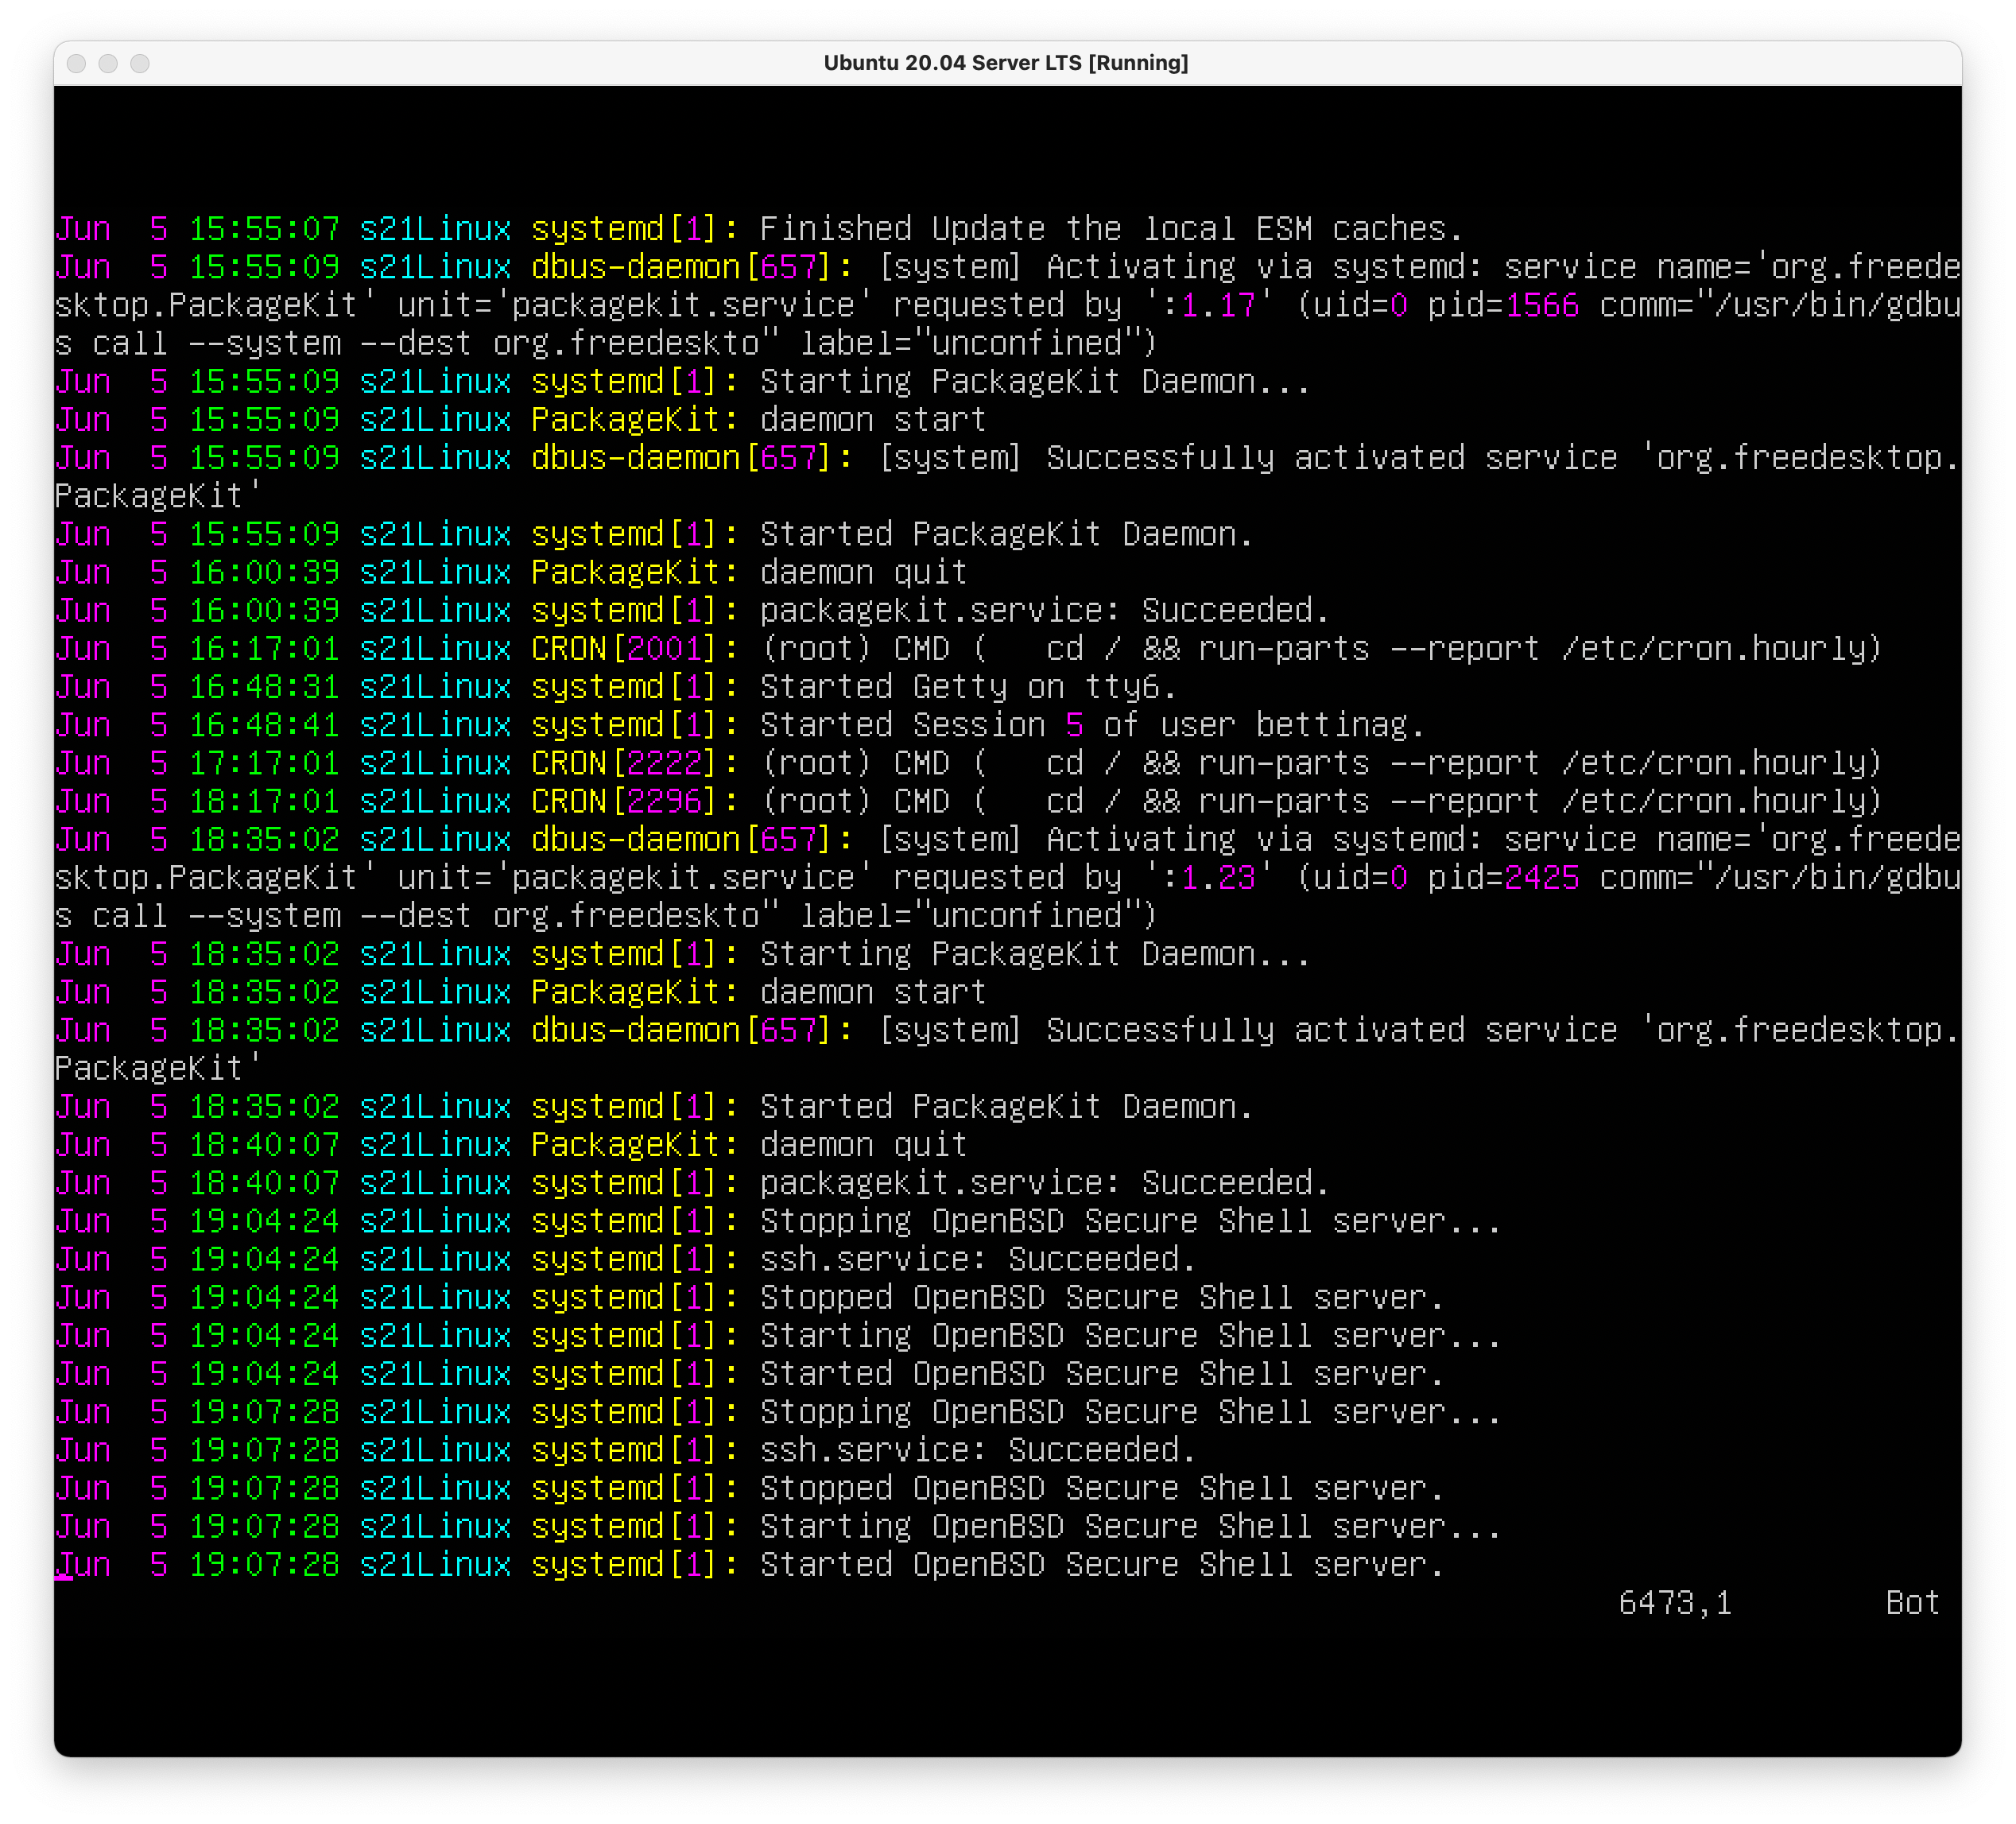 Ubuntu 20.04 Server LTS [Running]
Jun  5 15:55:07 s21Linux systemd[1]: Finished Update the local ESM caches.
Jun  5 15:55:09 s21Linux dbus-daemon[657]: [system] Activating via systemd: service name='org.freede
sktop.PackageKit' unit='packagekit.service' requested by ':1.17' (uid=0 pid=1566 comm="/usr/bin/gdbu
s call --system --dest org.freedeskto" label="unconfined")
Jun  5 15:55:09 s21Linux systemd[1]: Starting PackageKit Daemon...
Jun  5 15:55:09 s21Linux PackageKit: daemon start
Jun  5 15:55:09 s21Linux dbus-daemon[657]: [system] Successfully activated service 'org.freedesktop.
PackageKit'
Jun  5 15:55:09 s21Linux systemd[1]: Started PackageKit Daemon.
Jun  5 16:00:39 s21Linux PackageKit: daemon quit
Jun  5 16:00:39 s21Linux systemd[1]: packagekit.service: Succeeded.
Jun  5 16:17:01 s21Linux CRON[2001]: (root) CMD (   cd / && run-parts --report /etc/cron.hourly)
Jun  5 16:48:31 s21Linux systemd[1]: Started Getty on tty6.
Jun  5 16:48:41 s21Linux systemd[1]: Started Session 5 of user bettinag.
Jun  5 17:17:01 s21Linux CRON[2222]: (root) CMD (   cd / && run-parts --report /etc/cron.hourly)
Jun  5 18:17:01 s21Linux CRON[2296]: (root) CMD (   cd / && run-parts --report /etc/cron.hourly)
Jun  5 18:35:02 s21Linux dbus-daemon[657]: [system] Activating via systemd: service name='org.freede
sktop.PackageKit' unit='packagekit.service' requested by ':1.23' (uid=0 pid=2425 comm="/usr/bin/gdbu
s call --system --dest org.freedeskto" label="unconfined")
Jun  5 18:35:02 s21Linux systemd[1]: Starting PackageKit Daemon...
Jun  5 18:35:02 s21Linux PackageKit: daemon start
Jun  5 18:35:02 s21Linux dbus-daemon[657]: [system] Successfully activated service 'org.freedesktop.
PackageKit'
Jun  5 18:35:02 s21Linux systemd[1]: Started PackageKit Daemon.
Jun  5 18:40:07 s21Linux PackageKit: daemon quit
Jun  5 18:40:07 s21Linux systemd[1]: packagekit.service: Succeeded.
Jun  5 19:04:24 s21Linux systemd[1]: Stopping OpenBSD Secure Shell server...
Jun  5 19:04:24 s21Linux systemd[1]: ssh.service: Succeeded.
Jun  5 19:04:24 s21Linux systemd[1]: Stopped OpenBSD Secure Shell server.
Jun  5 19:04:24 s21Linux systemd[1]: Starting OpenBSD Secure Shell server...
Jun  5 19:04:24 s21Linux systemd[1]: Started OpenBSD Secure Shell server.
Jun  5 19:07:28 s21Linux systemd[1]: Stopping OpenBSD Secure Shell server...
Jun  5 19:07:28 s21Linux systemd[1]: ssh.service: Succeeded.
Jun  5 19:07:28 s21Linux systemd[1]: Stopped OpenBSD Secure Shell server.
Jun  5 19:07:28 s21Linux systemd[1]: Starting OpenBSD Secure Shell server...
Jun  5 19:07:28 s21Linux systemd[1]: Started OpenBSD Secure Shell server.
6473,1        Bot